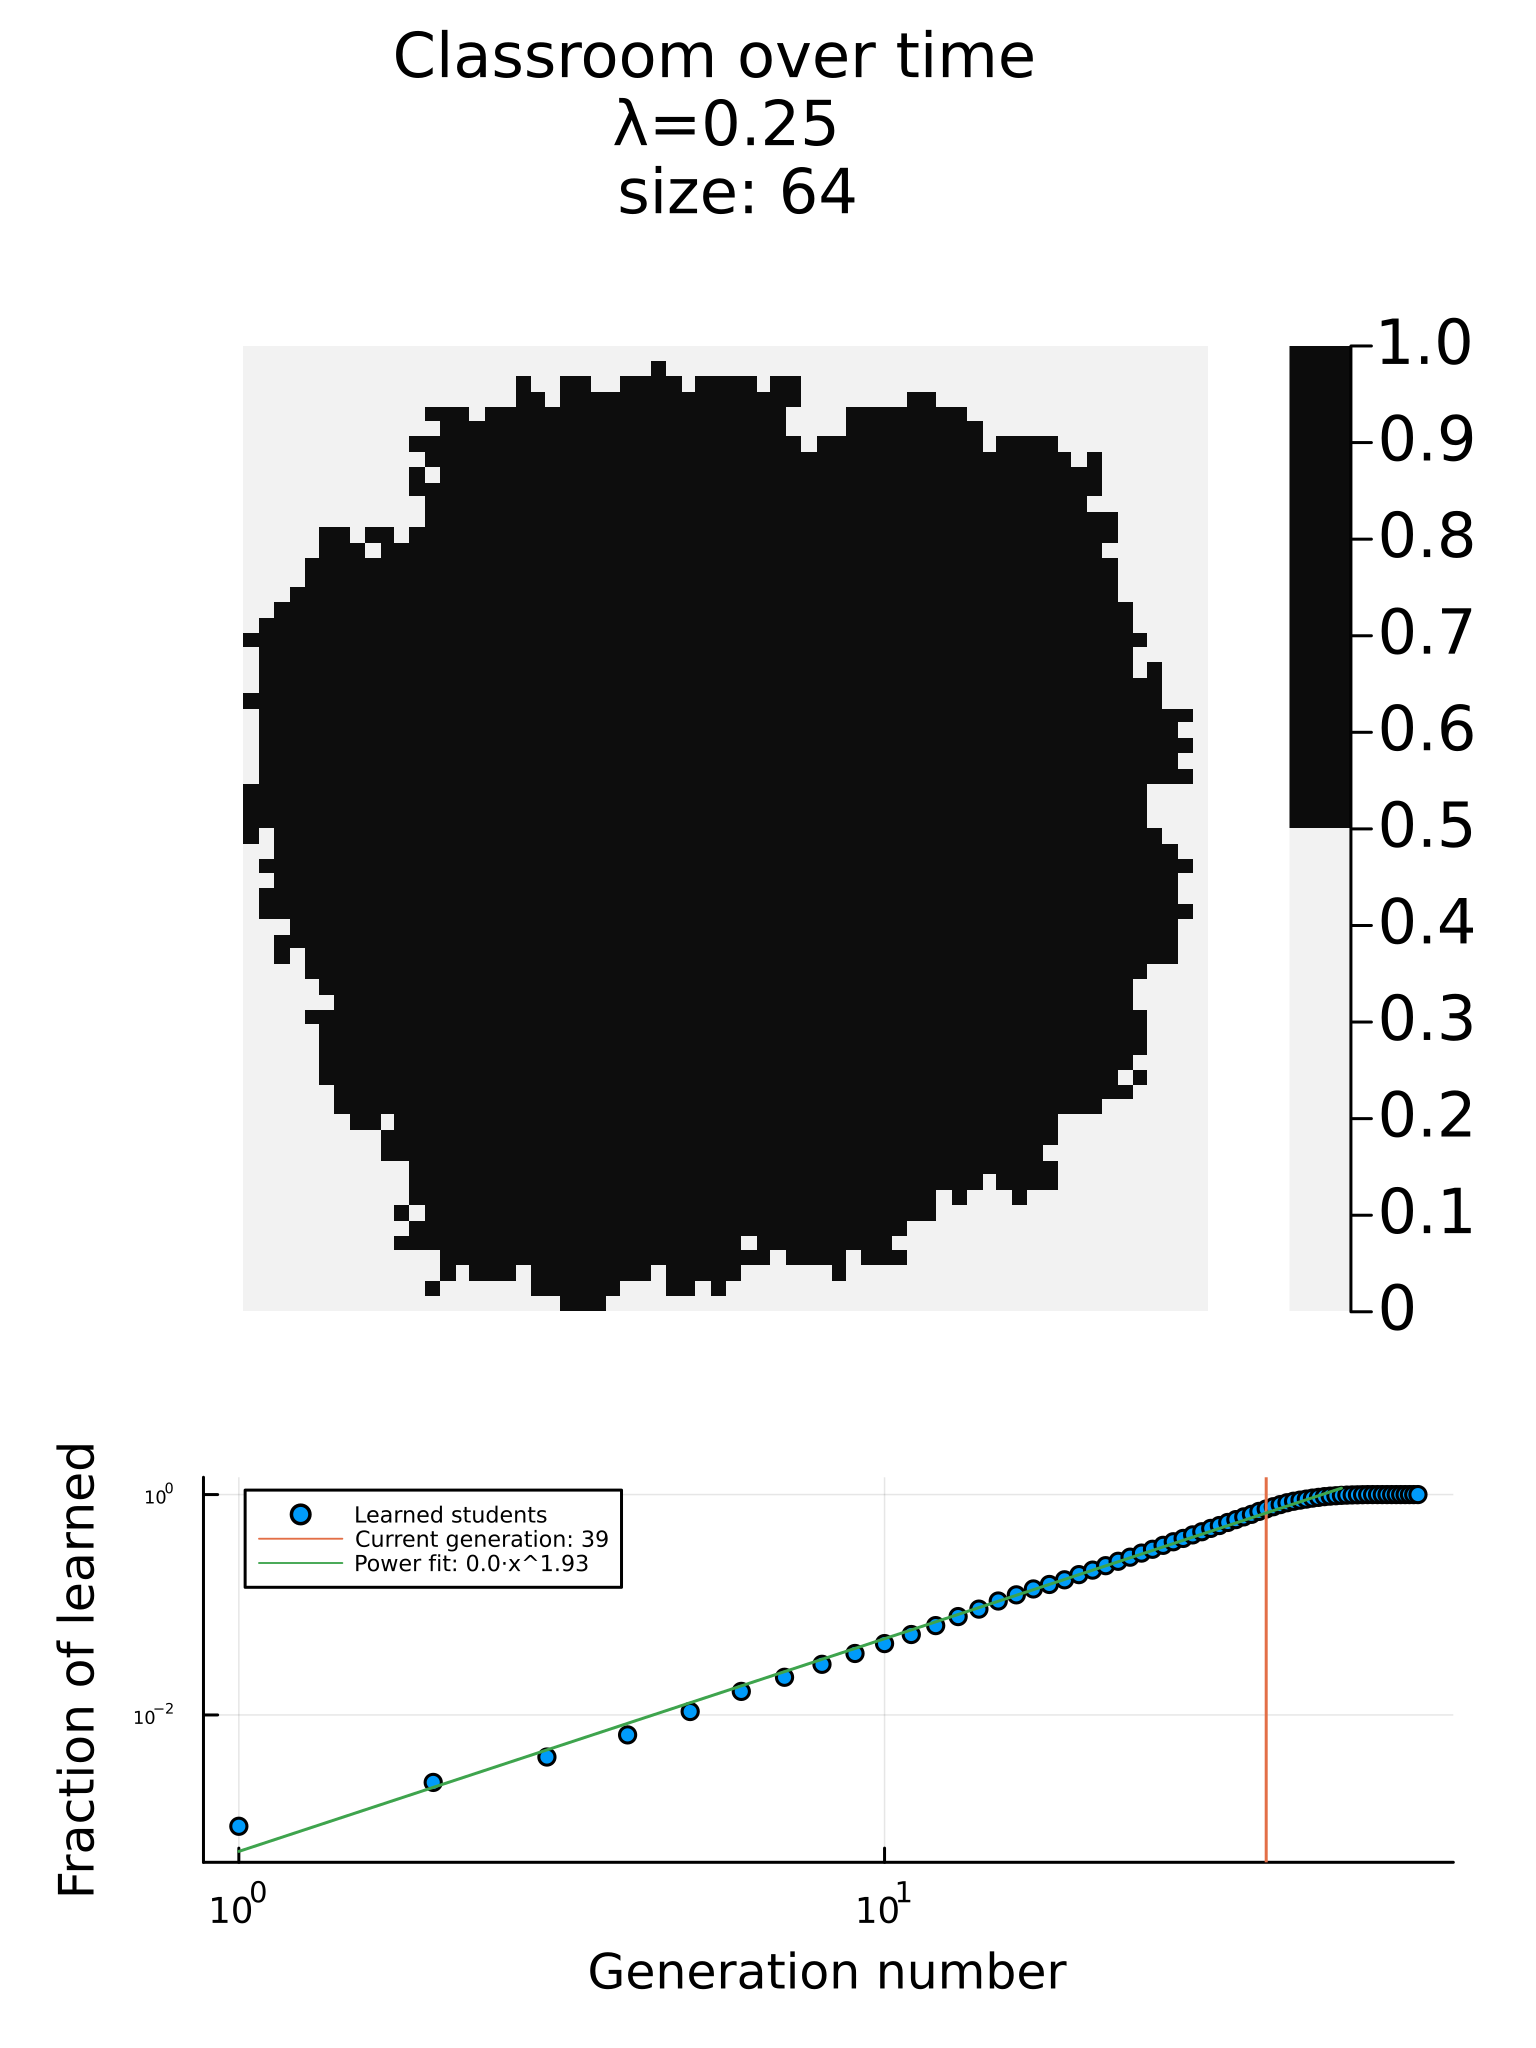 Classroom over time
λ=0.25
size: 64
1.0
0.9
0.8
0.7
0.6
0.5
0.4
0.3
0.2
0.1
0
Fraction of learned
10^0
10^−2
Learned students
Current generation: 39
Power fit: 0.0⋅x^1.93
10^0
10^1
Generation number